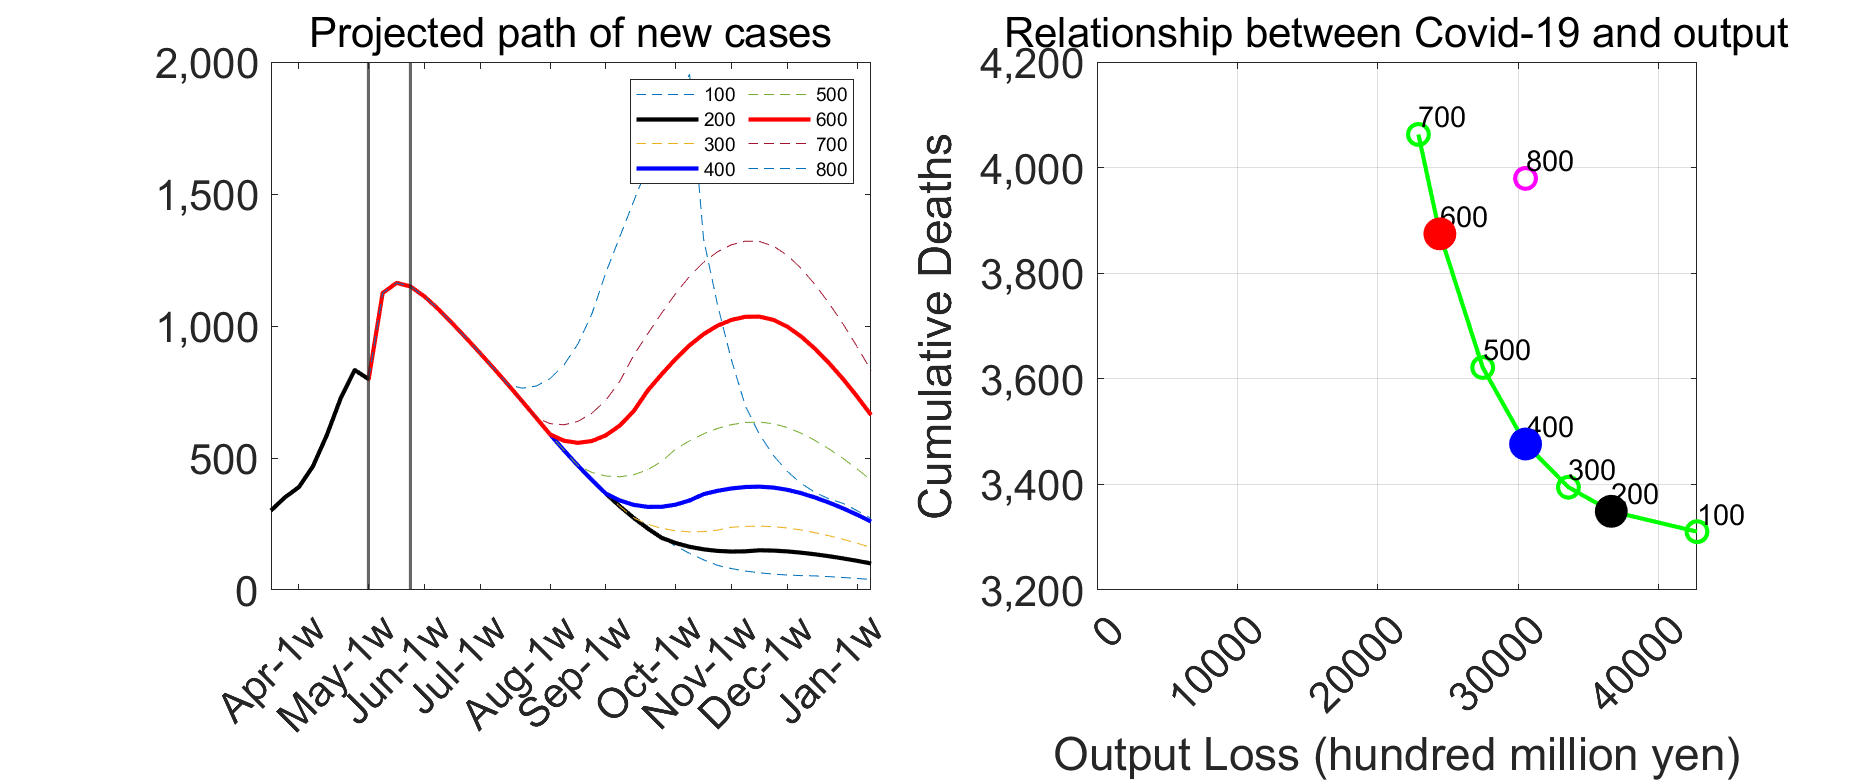 Projected path of new cases
2,000
1,500
1,000
500
0
100
200
300
400
500
600
700
800
Apr-1w
May-1w
Jun-1w
Jul-1w
Aug-1w
Sep-1w
Oct-1w
Nov-1w
Dec-1w
Jan-1w
Relationship between Covid-19 and output
Cumulative Deaths
4,200
4,000
3,800
3,600
3,400
3,200
700
800
600
500
400
300
200
100
0
10000
20000
30000
40000
Output Loss (hundred million yen)